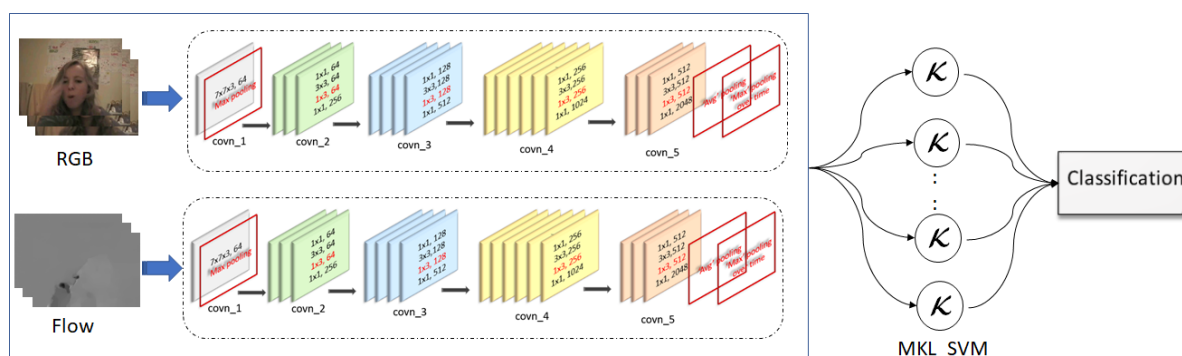 RGB
7x7x3, 64
Max pooling
covn_1
1x1, 64
3x3, 64
1x3, 64
1x1, 256
covn_2
1x1, 128
3x3,128
1x3, 128
1x1, 512
covn_3
1x1, 256
3x3,256
1x3, 256
1x1, 1024
covn_4
1x1, 512
3x3,512
1x3, 512
1x1, 2048
covn_5
Avg pooling
Max pooling
over time
Flow
7x7x3, 64
Max pooling
covn_1
1x1, 64
3x3, 64
1x3, 64
1x1, 256
covn_2
1x1, 128
3x3,128
1x3, 128
1x1, 512
covn_3
1x1, 256
3x3,256
1x3, 256
1x1, 1024
covn_4
1x1, 512
3x3,512
1x3, 512
1x1, 2048
covn_5
Avg pooling
Max pooling
over time
K
K
K
K
MKL_SVM
Classification